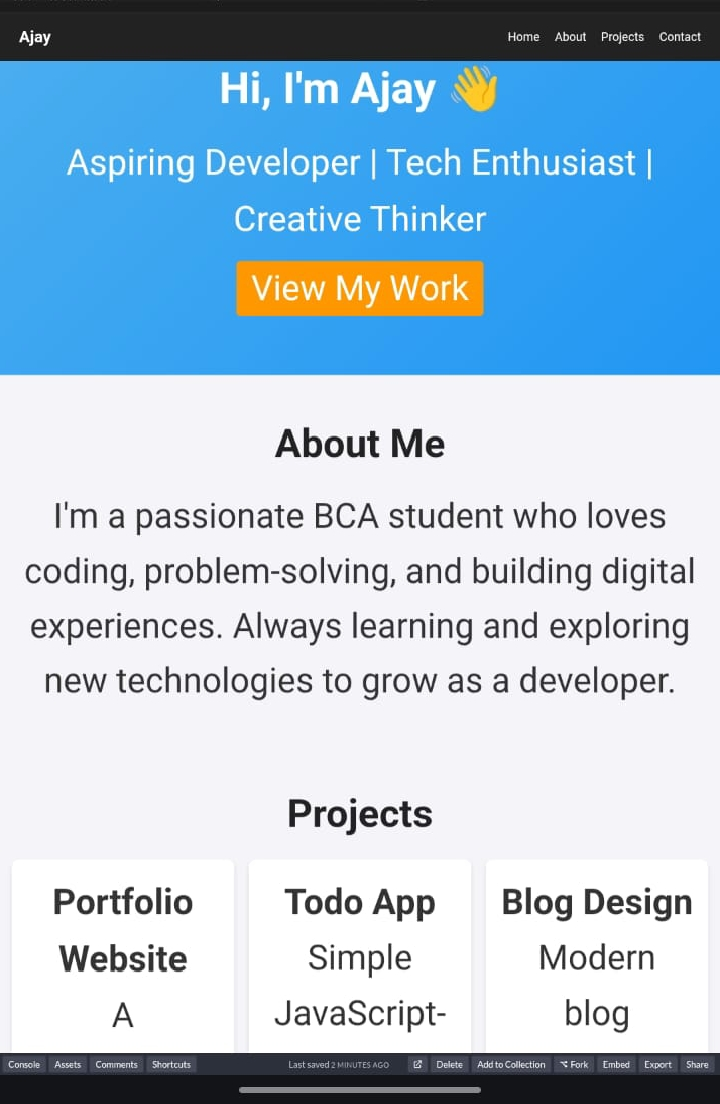 Ajay
Home About Projects Contact
Hi, I'm Ajay 👋
Aspiring Developer | Tech Enthusiast |
Creative Thinker
View My Work
About Me
I'm a passionate BCA student who loves
coding, problem-solving, and building digital
experiences. Always learning and exploring
new technologies to grow as a developer.
Projects
Portfolio
Website
A
Todo App
Simple
JavaScript-
Blog Design
Modern
blog
Console Assets Comments Shortcuts Last saved 2 MINUTES AGO Delete Add to Collection Fork Embed Export Share